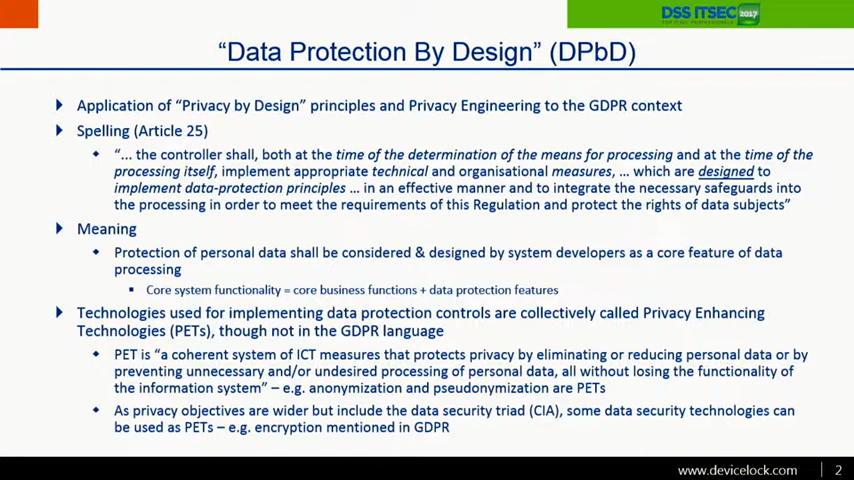 DSS ITSEC 2017
FOR ITSEC PROFESSIONALS
“Data Protection By Design” (DPbD)
Application of “Privacy by Design” principles and Privacy Engineering to the GDPR context
Spelling (Article 25)
“... the controller shall, both at the time of the determination of the means for processing and at the time of the
processing itself, implement appropriate technical and organisational measures, … which are designed to
implement data-protection principles … in an effective manner and to integrate the necessary safeguards into
the processing in order to meet the requirements of this Regulation and protect the rights of data subjects”
Meaning
Protection of personal data shall be considered & designed by system developers as a core feature of data
processing
Core system functionality = core business functions + data protection features
Technologies used for implementing data protection controls are collectively called Privacy Enhancing
Technologies (PETs), though not in the GDPR language
PET is “a coherent system of ICT measures that protects privacy by eliminating or reducing personal data or by
preventing unnecessary and/or undesired processing of personal data, all without losing the functionality of
the information system” – e.g. anonymization and pseudonymization are PETs
As privacy objectives are wider but include the data security triad (CIA), some data security technologies can
be used as PETs – e.g. encryption mentioned in GDPR
www.devicelock.com | 2